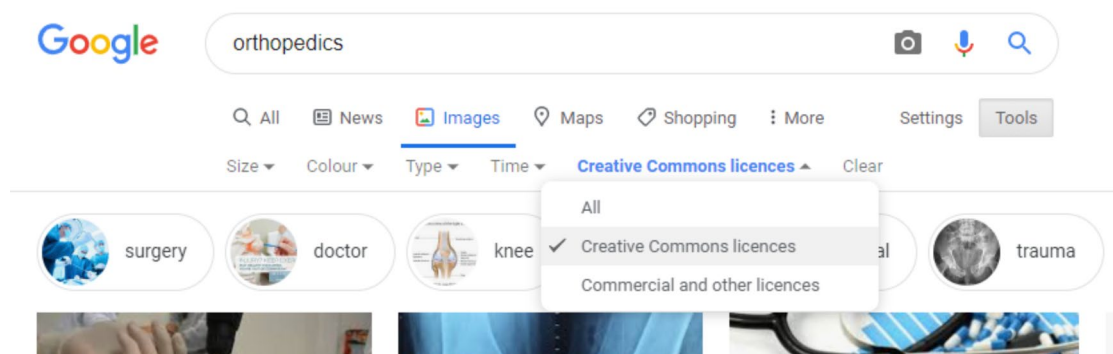 Google
orthopedics
All News Images Maps Shopping More Settings Tools
Size Colour Type Time Creative Commons licences Clear
All
Creative Commons licences
Commercial and other licences
surgery doctor knee al trauma